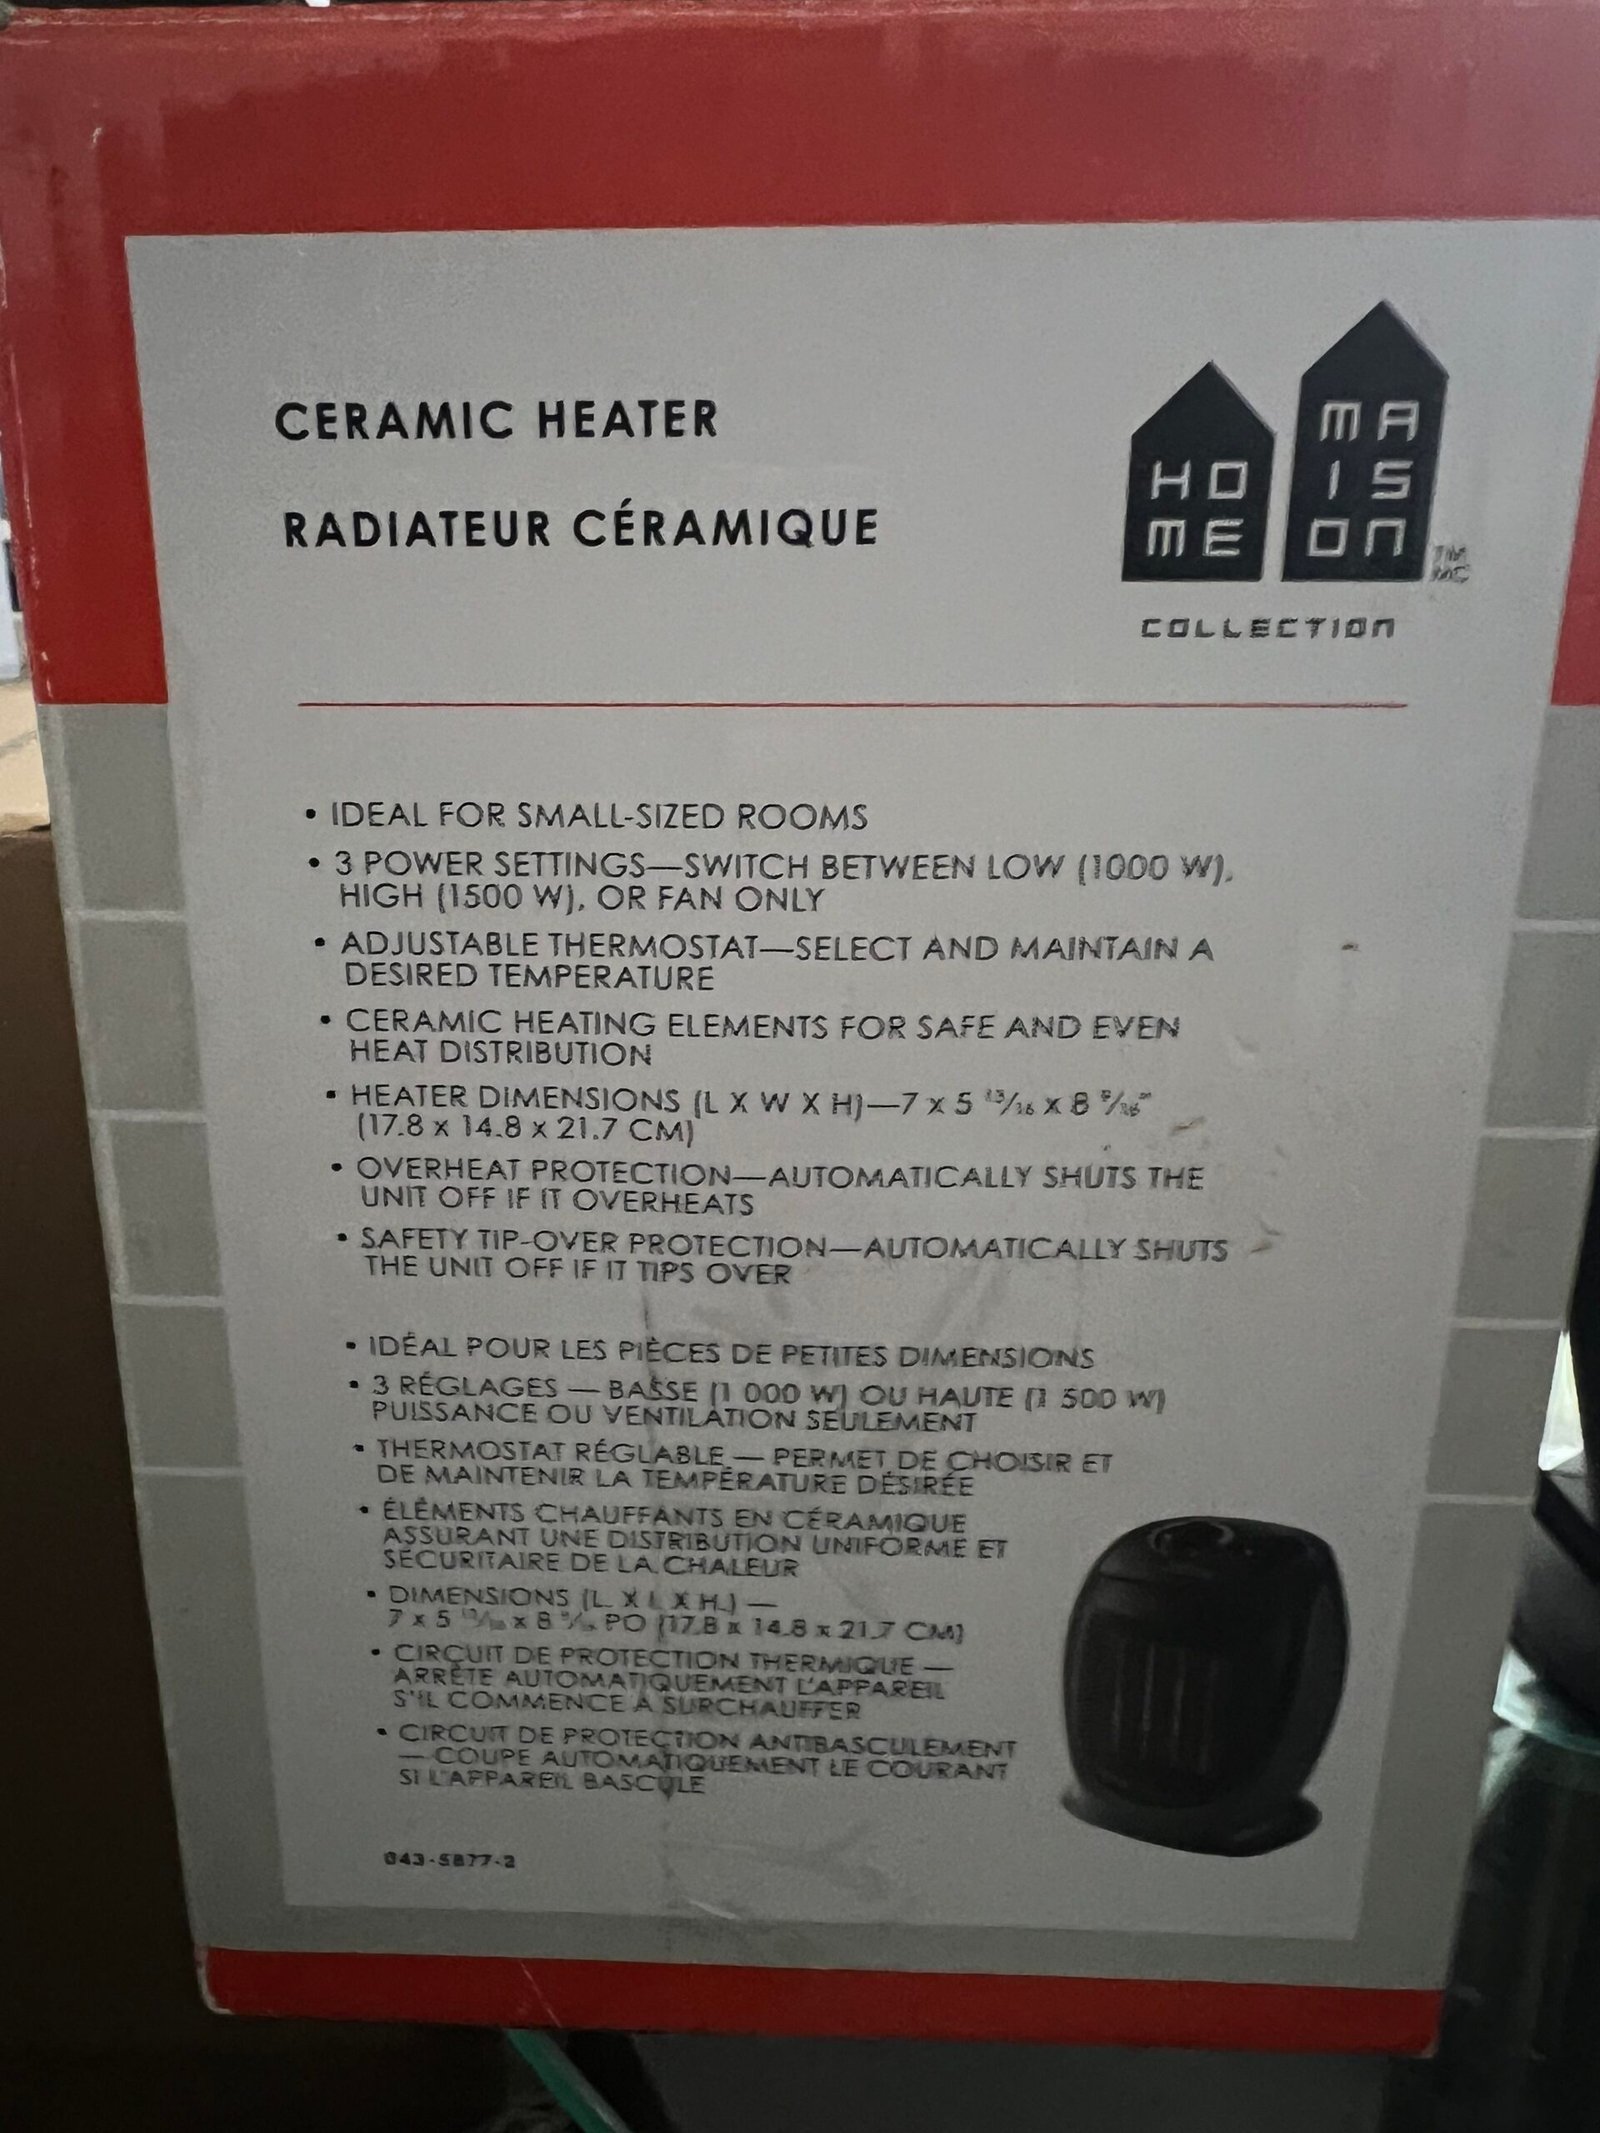 CERAMIC HEATER
RADIATEUR CÉRAMIQUE
HO
ME
MA
IS
ON
TM
MC
COLLECTION
• IDEAL FOR SMALL-SIZED ROOMS
• 3 POWER SETTINGS—SWITCH BETWEEN LOW (1000 W),
HIGH (1500 W), OR FAN ONLY
• ADJUSTABLE THERMOSTAT—SELECT AND MAINTAIN A
DESIRED TEMPERATURE
• CERAMIC HEATING ELEMENTS FOR SAFE AND EVEN
HEAT DISTRIBUTION
• HEATER DIMENSIONS (L X W X H)—7 x 5 13/16 x 8 9/16"
(17.8 x 14.8 x 21.7 CM)
• OVERHEAT PROTECTION—AUTOMATICALLY SHUTS THE
UNIT OFF IF IT OVERHEATS
• SAFETY TIP-OVER PROTECTION—AUTOMATICALLY SHUTS
THE UNIT OFF IF IT TIPS OVER
• IDÉAL POUR LES PIÈCES DE PETITES DIMENSIONS
• 3 RÉGLAGES — BASSE (1 000 W) OU HAUTE (1 500 W)
PUISSANCE OU VENTILATION SEULEMENT
• THERMOSTAT RÉGLABLE — PERMET DE CHOISIR ET
DE MAINTENIR LA TEMPÉRATURE DÉSIRÉE
• ÉLÉMENTS CHAUFFANTS EN CÉRAMIQUE
ASSURANT UNE DISTRIBUTION UNIFORME ET
SÉCURITAIRE DE LA CHALEUR
• DIMENSIONS (L. X l. X H.) —
7 x 5 x 8 PO (17.8 x 14.8 x 21.7 CM)
• CIRCUIT DE PROTECTION THERMIQUE —
ARRÊTE AUTOMATIQUEMENT L'APPAREIL
S'IL COMMENCE À SURCHAUFFER
• CIRCUIT DE PROTECTION ANTIBASCULEMENT
— COUPE AUTOMATIQUEMENT LE COURANT
SI L'APPAREIL BASCULE
043-5877-2